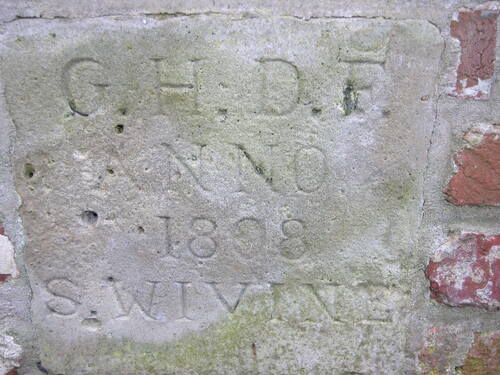 G.H.D.F
ANNO
1898
S.WIVINE